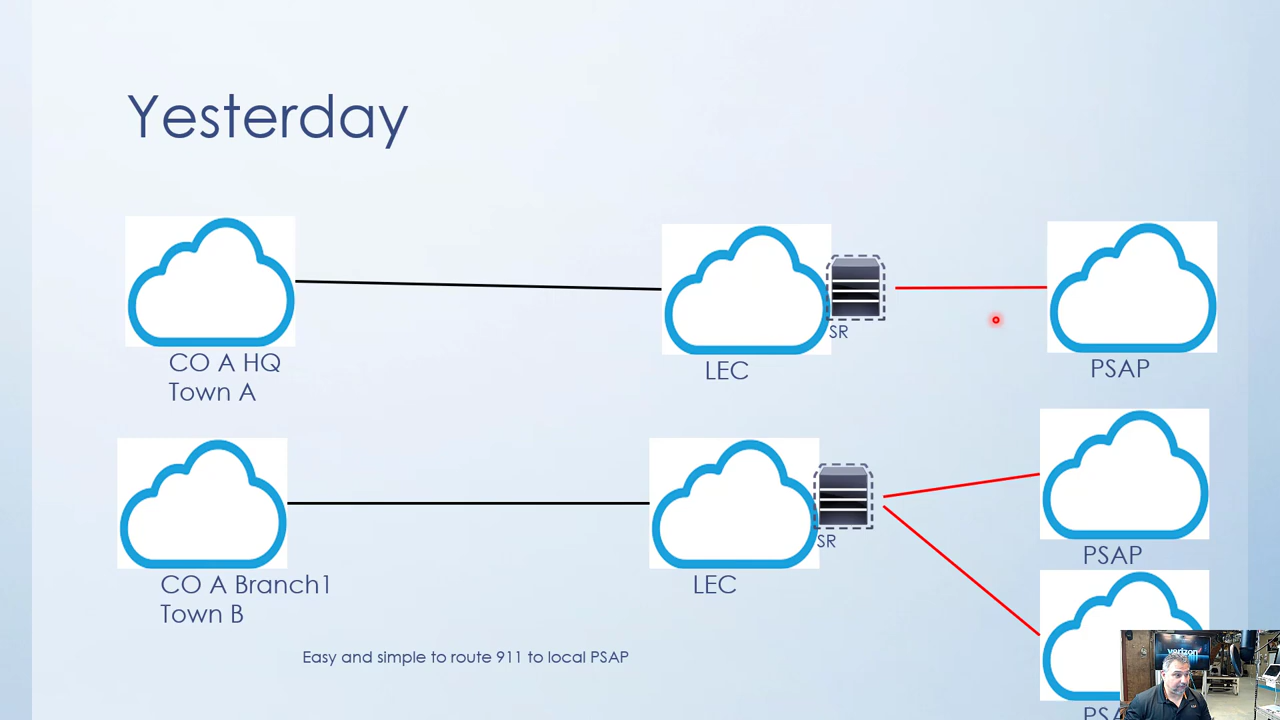 Yesterday
CO A HQ
Town A
LEC
SR
PSAP
CO A Branch1
Town B
LEC
SR
PSAP
Easy and simple to route 911 to local PSAP
verizon